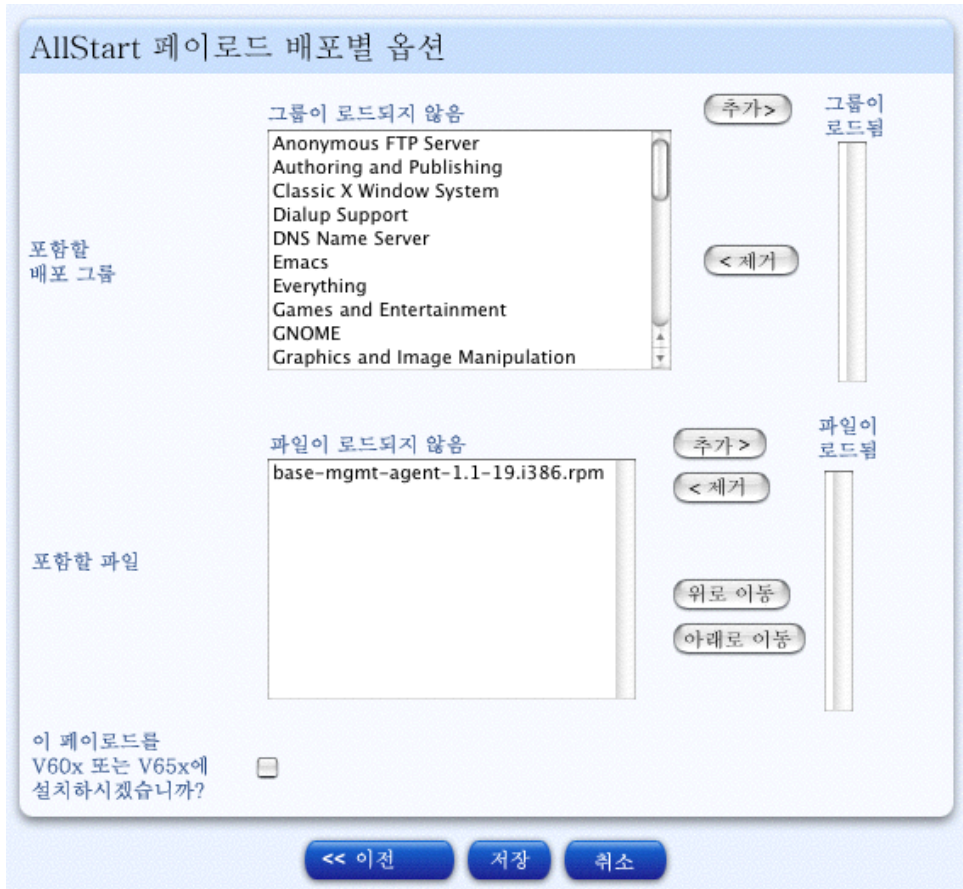 AllStart 페이로드 배포별 옵션
그룹이 로드되지 않음
추가>
그룹이
로드됨
Anonymous FTP Server
Authoring and Publishing
Classic X Window System
Dialup Support
DNS Name Server
Emacs
Everything
Games and Entertainment
GNOME
Graphics and Image Manipulation
포함할
배포 그룹
< 제거
파일이 로드되지 않음
추가 >
파일이
로드됨
base-mgmt-agent-1.1-19.i386.rpm
< 제거
포함할 파일
위로 이동
아래로 이동
이 페이로드를
V60x 또는 V65x에
설치하시겠습니까?
<< 이전
저장
취소